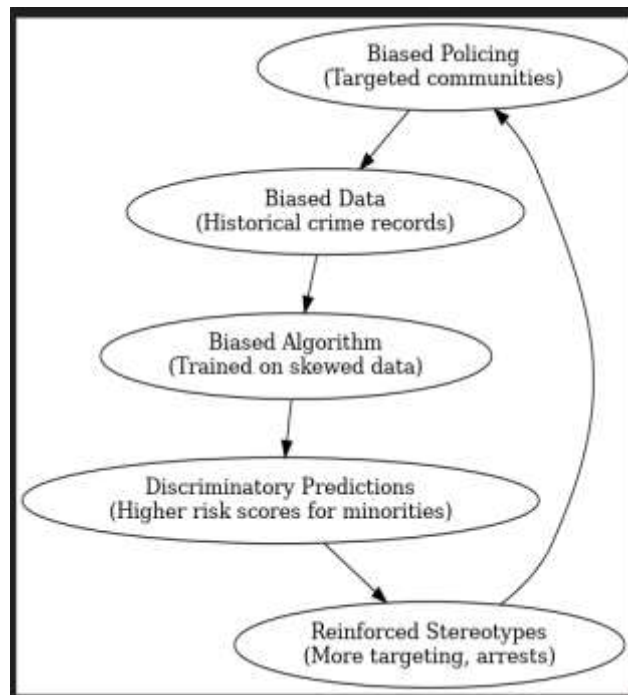 Biased Policing
(Targeted communities)
Biased Data
(Historical crime records)
Biased Algorithm
(Trained on skewed data)
Discriminatory Predictions
(Higher risk scores for minorities)
Reinforced Stereotypes
(More targeting, arrests)